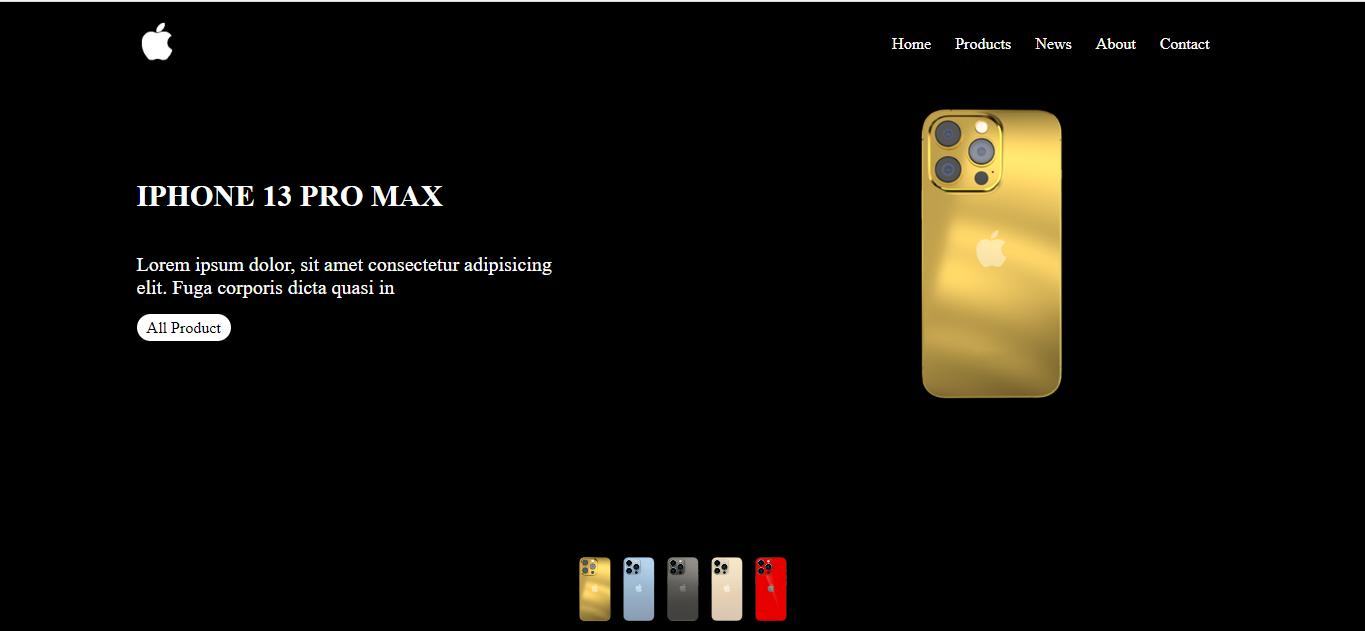 Home Products News About Contact
IPHONE 13 PRO MAX
Lorem ipsum dolor, sit amet consectetur adipisicing
elit. Fuga corporis dicta quasi in
All Product